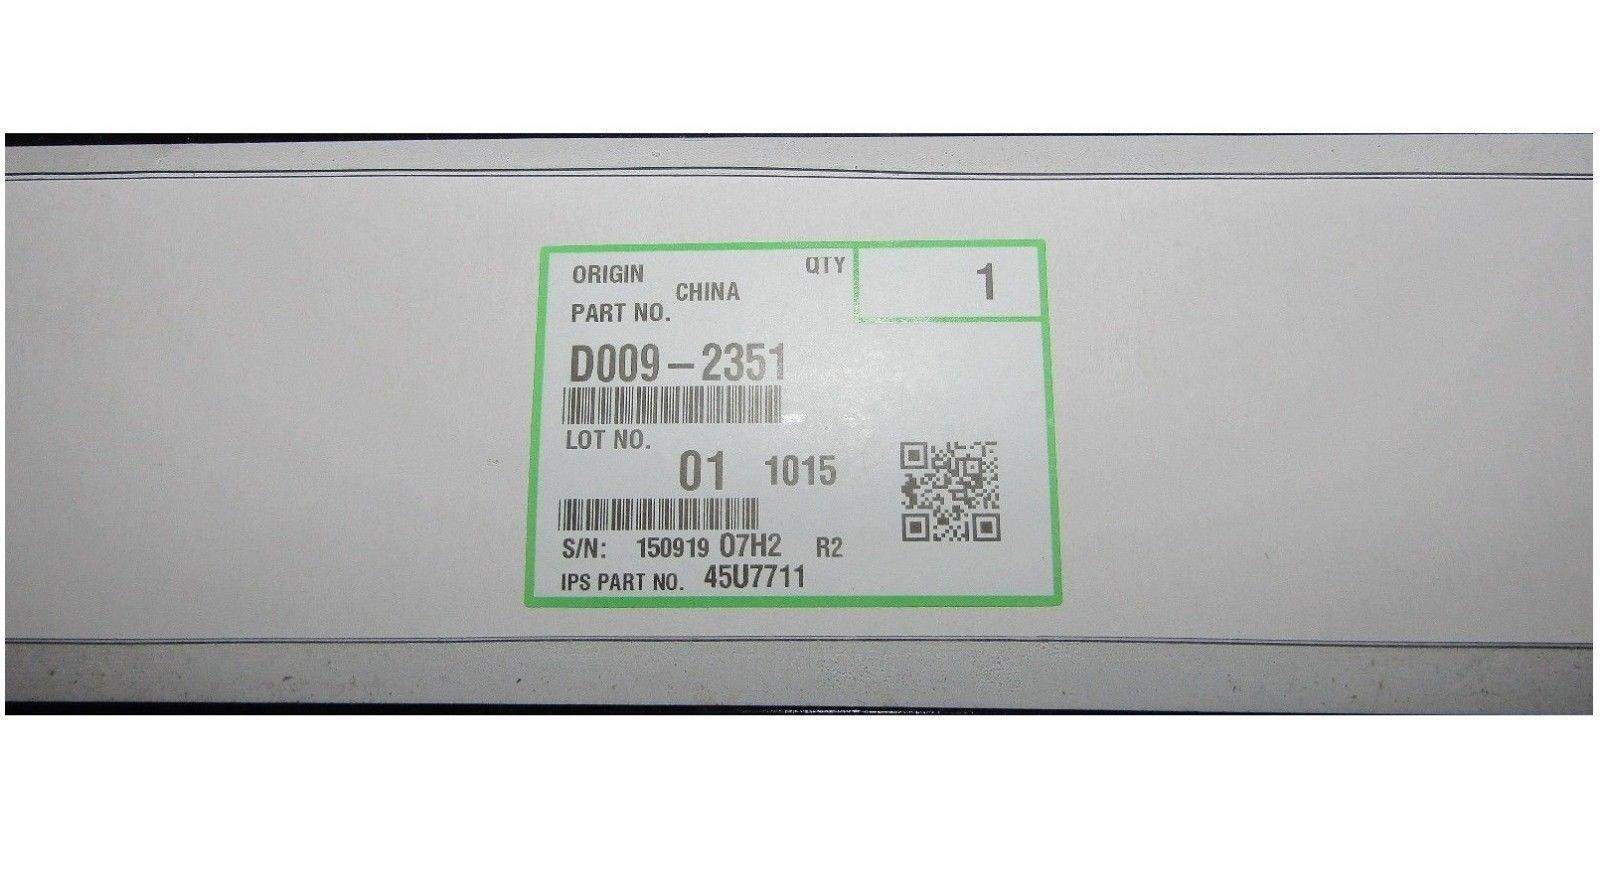 ORIGIN CHINA QTY 1
PART NO.
D009-2351
LOT NO.
01 1015
S/N: 150919 07H2 R2
IPS PART NO. 45U7711